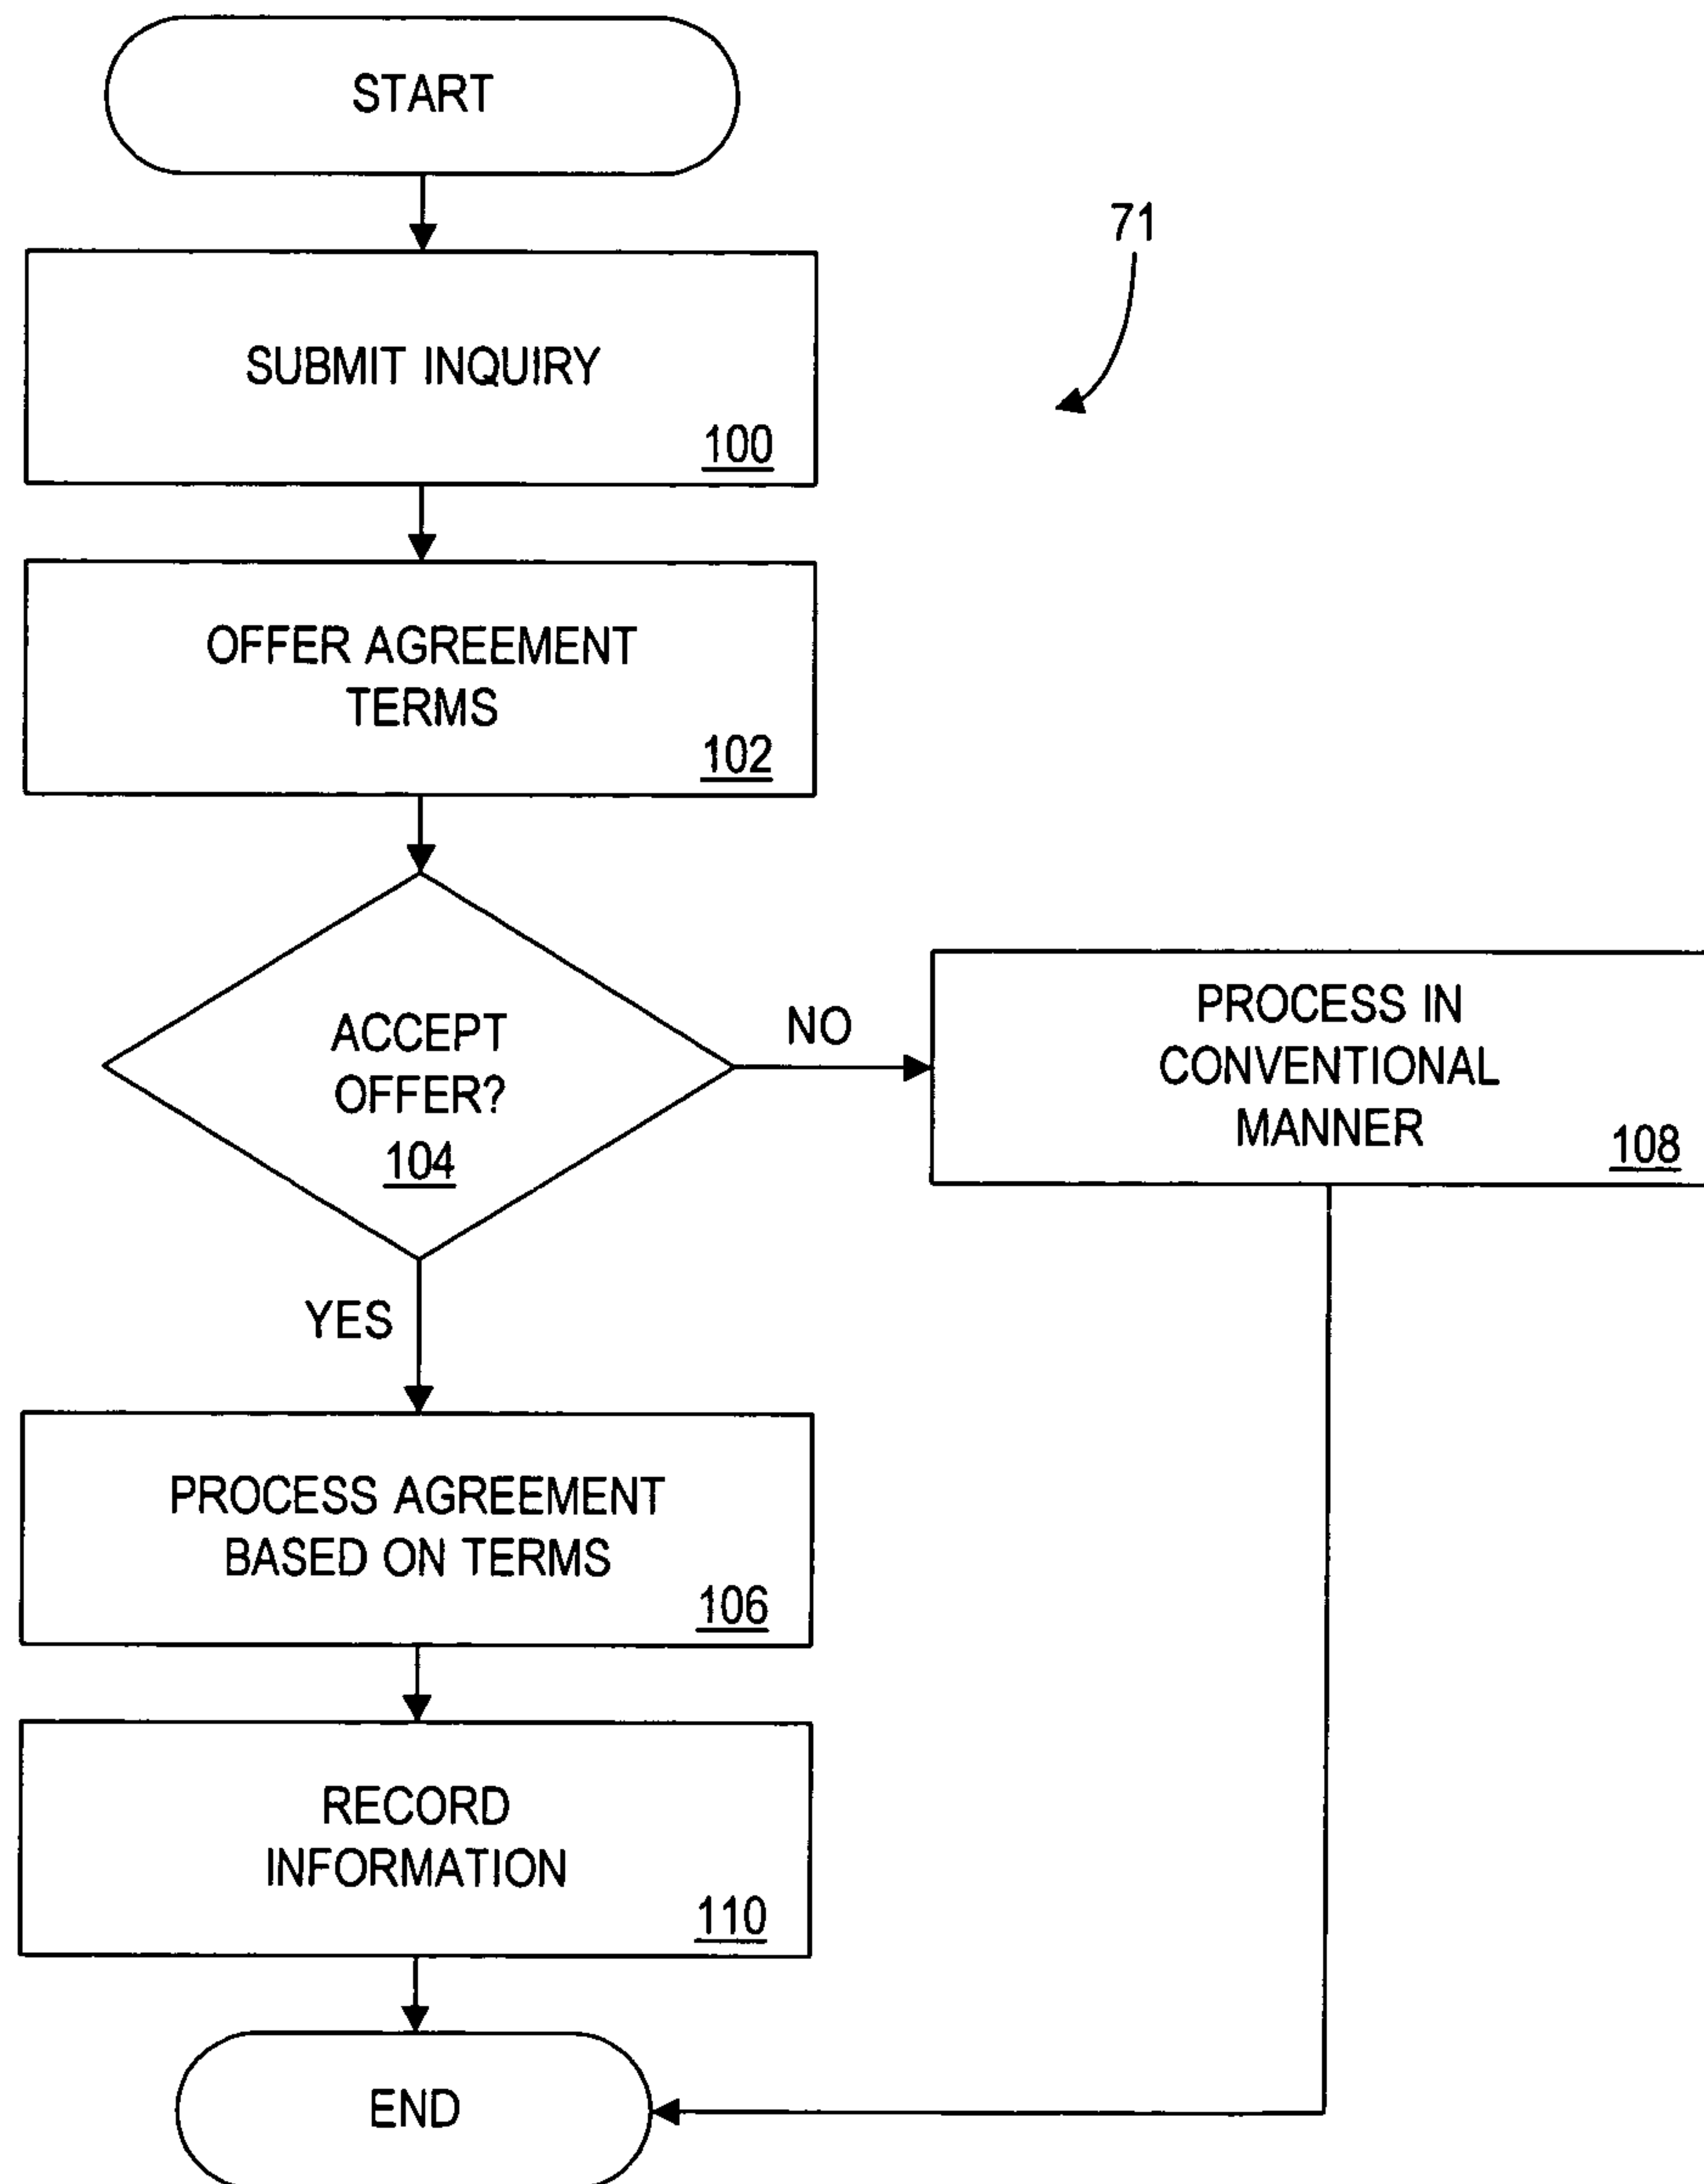 START
71
SUBMIT INQUIRY
100
OFFER AGREEMENT
TERMS
102
ACCEPT
OFFER?
104
NO
PROCESS IN
CONVENTIONAL
MANNER
108
YES
PROCESS AGREEMENT
BASED ON TERMS
106
RECORD
INFORMATION
110
END